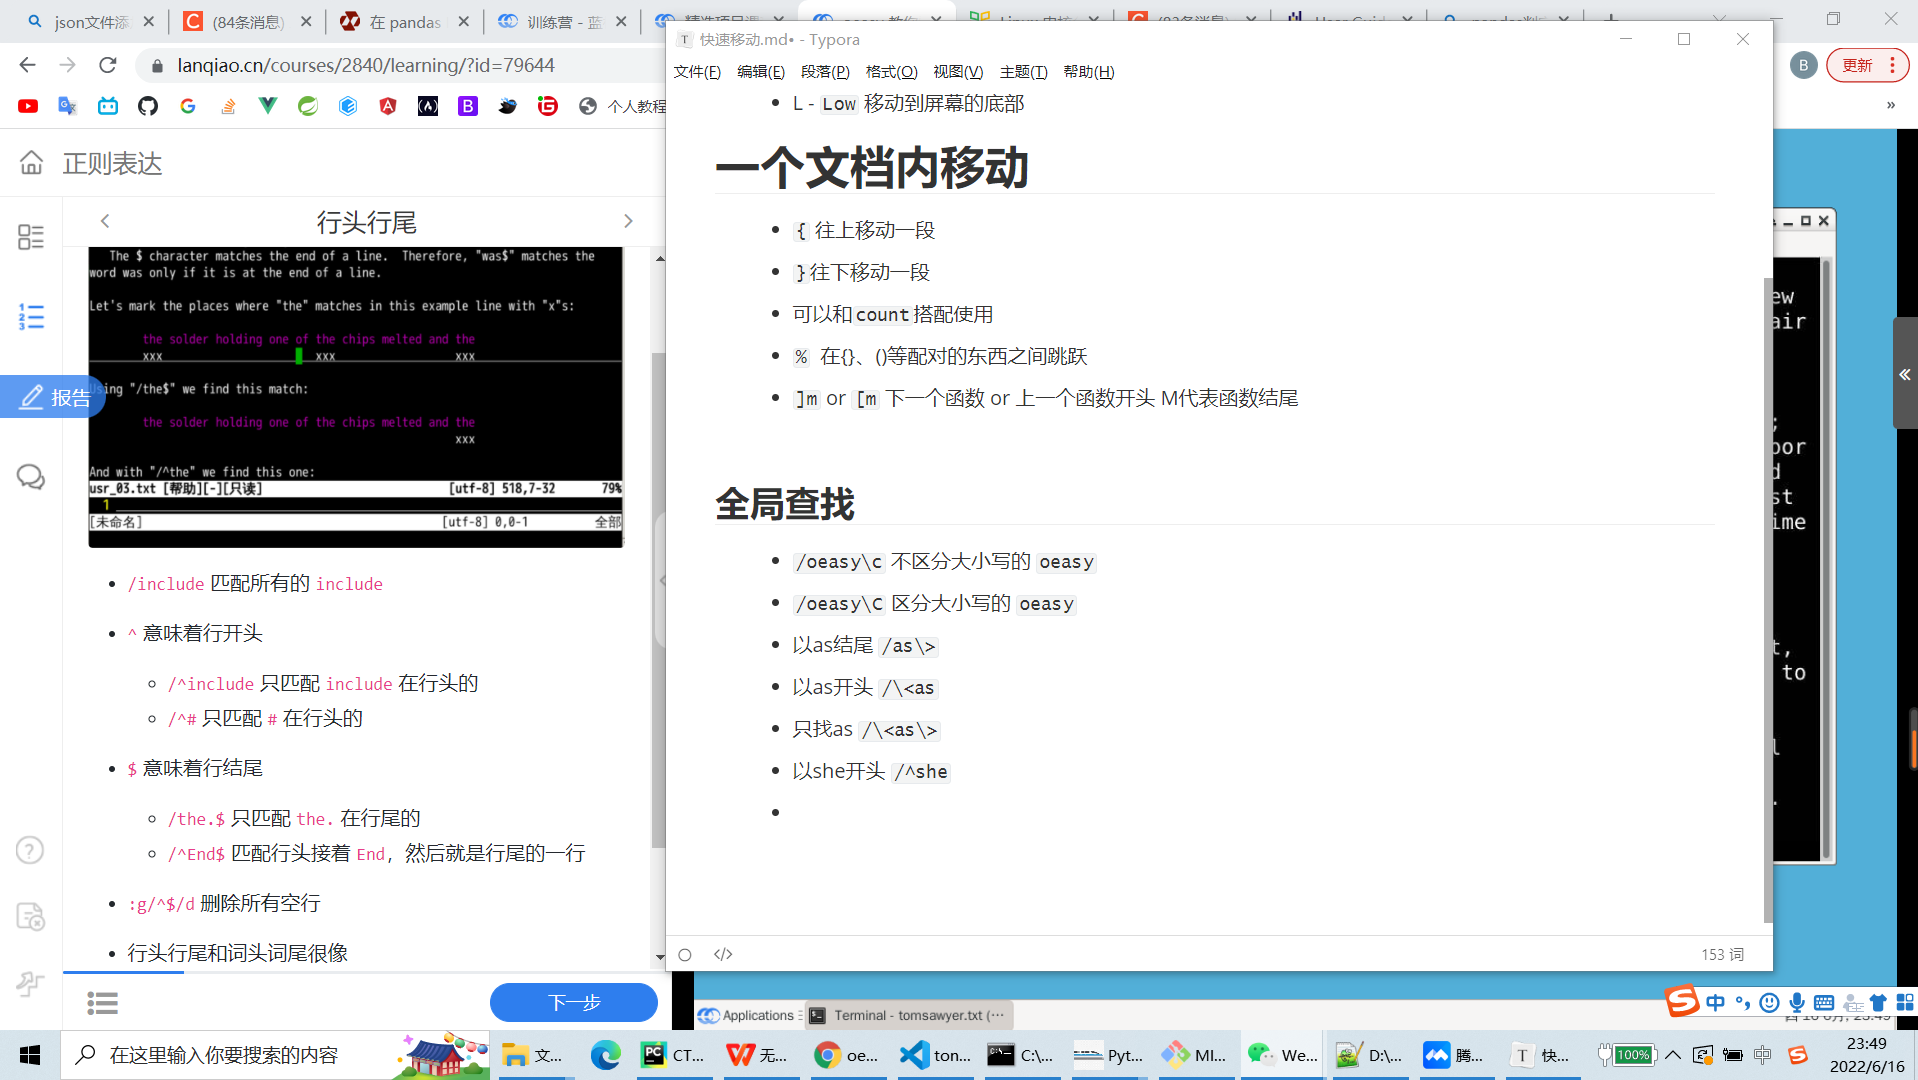 json文件添
(84条消息)
在 pandas
训练营 - 蓝
快速移动.md• - Typora
lanqiao.cn/courses/2840/learning/?id=79644
B
更新
文件(F) 编辑(E) 段落(P) 格式(O) 视图(V) 主题(T) 帮助(H)
个人教程
»
正则表达
行头行尾
The $ character matches the end of a line.  Therefore, "was$" matches the
word was only if it is at the end of a line.
Let's mark the places where "the" matches in this example line with "x"s:
the solder holding one of the chips melted and the
xxx xxx xxx
Using "/the$" we find this match:
报告
the solder holding one of the chips melted and the
xxx
And with "/^the" we find this one:
usr_03.txt [帮助][-][只读] [utf-8] 518,7-32 79%
1
[未命名] [utf-8] 0,0-1 全部
/include 匹配所有的 include
^ 意味着行开头
/^include 只匹配 include 在行头的
/^# 只匹配 # 在行头的
$ 意味着行结尾
/the.$ 只匹配 the. 在行尾的
/^End$ 匹配行头接着 End，然后就是行尾的一行
:g/^$/d 删除所有空行
行头行尾和词头词尾很像
下一步
L - Low 移动到屏幕的底部
一个文档内移动
{ 往上移动一段
} 往下移动一段
可以和 count 搭配使用
% 在{}、()等配对的东西之间跳跃
]m or [m 下一个函数 or 上一个函数开头 M代表函数结尾
全局查找
/oeasy\c 不区分大小写的 oeasy
/oeasy\C 区分大小写的 oeasy
以as结尾 /as\>
以as开头 /\<as
只找as /\<as\>
以she开头 /^she
</>
153 词
ew
air
;
por
d
st
ime
t,
to
l
.
«
Applications
Terminal - tomsawyer.txt (···
中
在这里输入你要搜索的内容
文...
CT...
无...
oe...
ton...
C:\...
Pyt...
MI...
We...
D:\...
腾...
快...
100%
中
23:49
2022/6/16